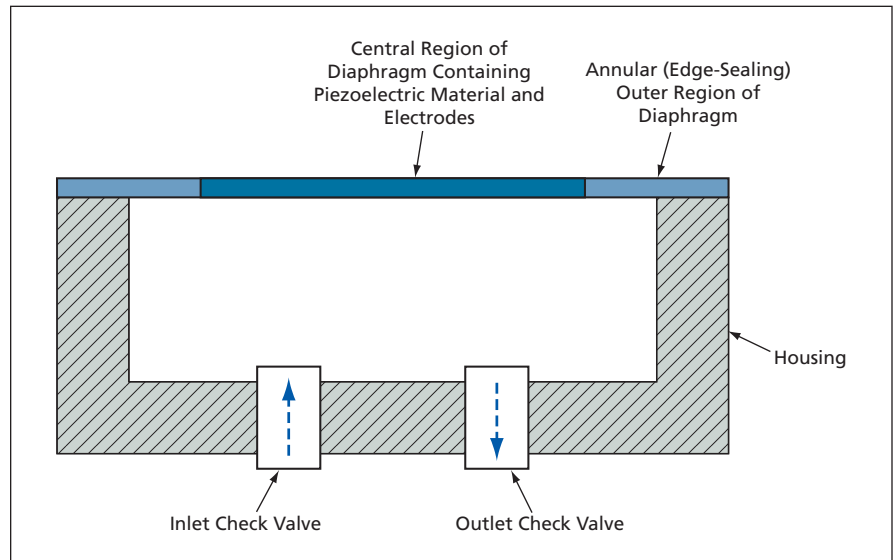 Central Region of
Diaphragm Containing
Piezoelectric Material and
Electrodes
Annular (Edge-Sealing)
Outer Region of
Diaphragm
Housing
Inlet Check Valve
Outlet Check Valve